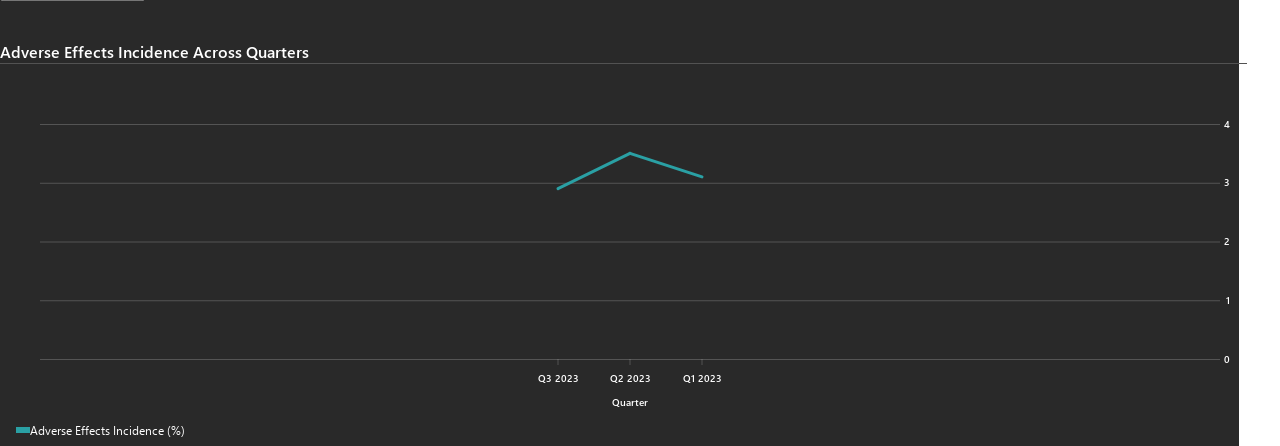 Adverse Effects Incidence Across Quarters
4
3
2
1
0
Q3 2023 Q2 2023 Q1 2023
Quarter
Adverse Effects Incidence (%)